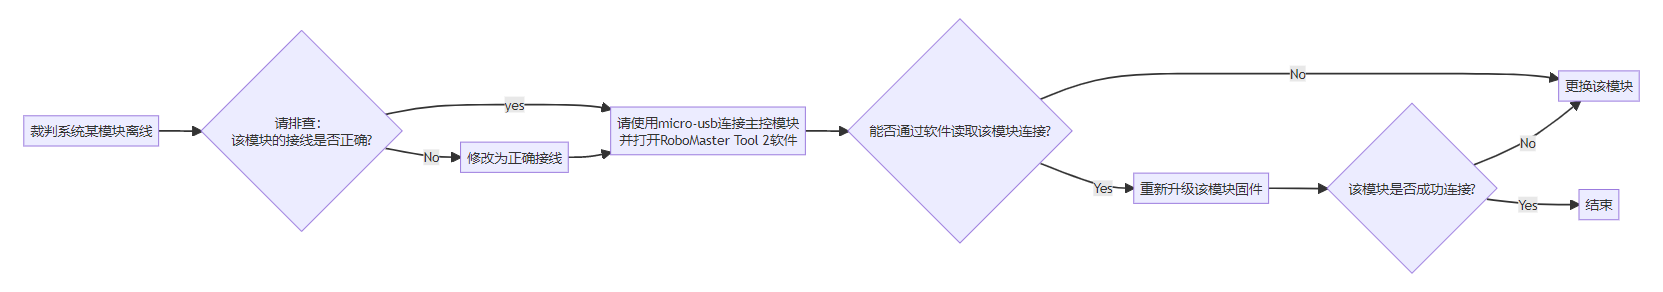 裁判系统某模块离线
请排查：
该模块的接线是否正确?
yes
No
修改为正确接线
请使用micro-usb连接主控模块
并打开RoboMaster Tool 2软件
能否通过软件读取该模块连接?
No
Yes
重新升级该模块固件
该模块是否成功连接?
No
Yes
更换该模块
结束